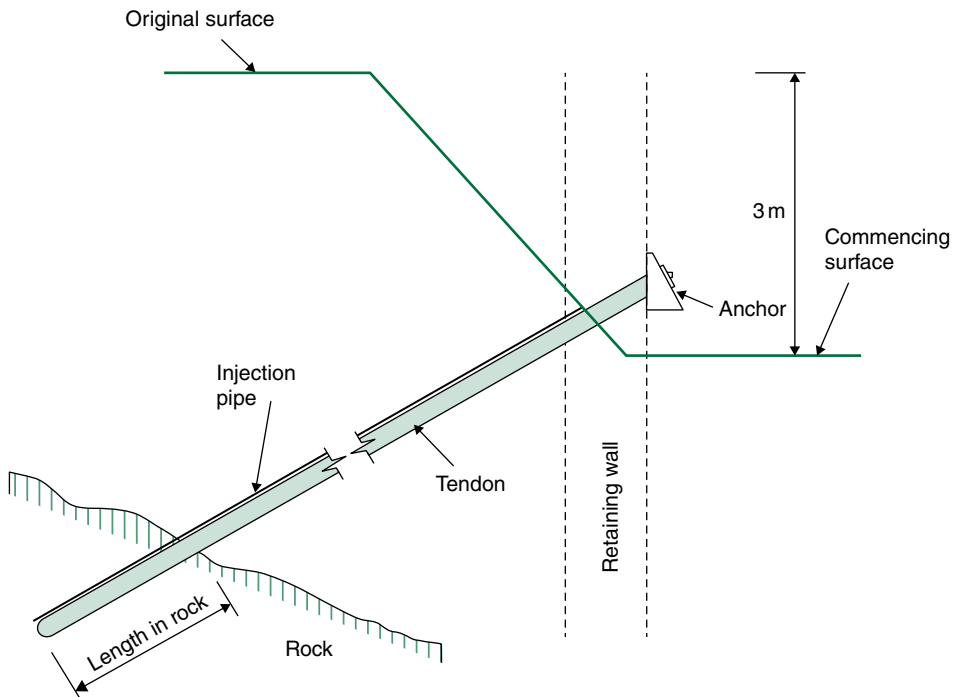 Original surface
3 m
Commencing
surface
Anchor
Injection
pipe
Tendon
Retaining wall
Length in rock
Rock